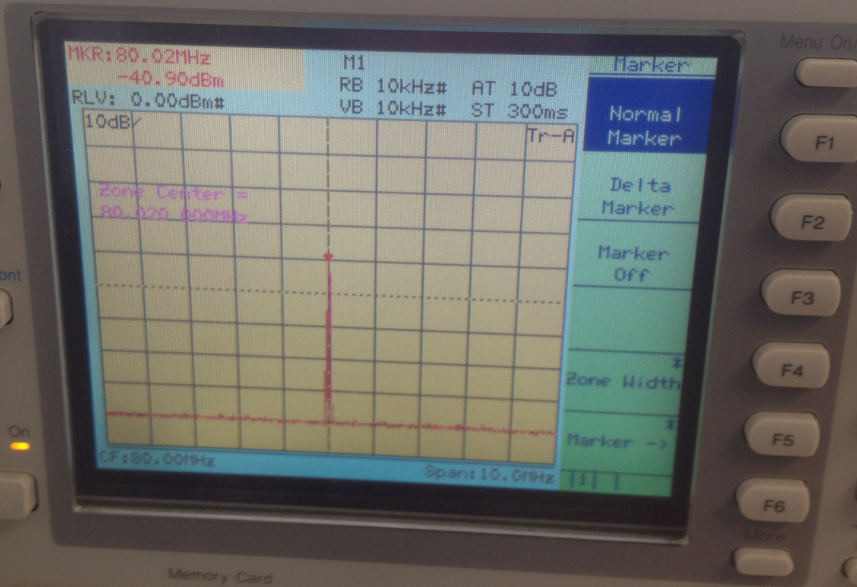 Menu On/
MKR:80.02MHz
-40.90dBm
RLV: 0.00dBm#
M1
RB 10kHz# AT 10dB
VB 10kHz# ST 300ms
10dB/
Tr-A
Zone Center =
80.020 000MHz
CF:80.00MHz
Span:10.0MHz
Marker
Normal
Marker
Delta
Marker
Marker
Off
*
Zone Width
*
Marker ->
|1| |
F1
F2
F3
F4
F5
F6
More
ont
On
Memory Card